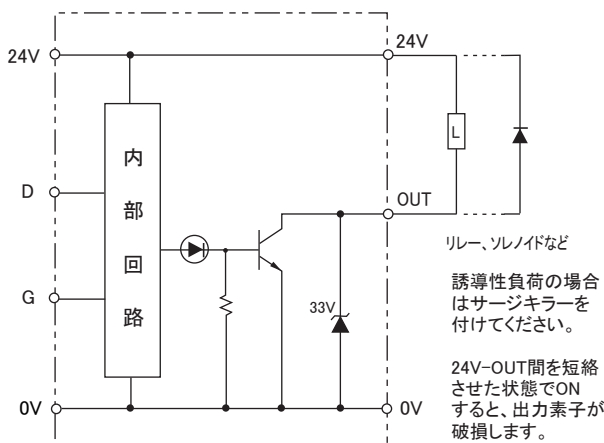 24V
24V
D
G
0V
内部回路
33V
OUT
0V
L
リレー、ソレノイドなど
誘導性負荷の場合
はサージキラーを
付けてください。
24V-OUT間を短絡
させた状態でON
すると、出力素子が
破損します。